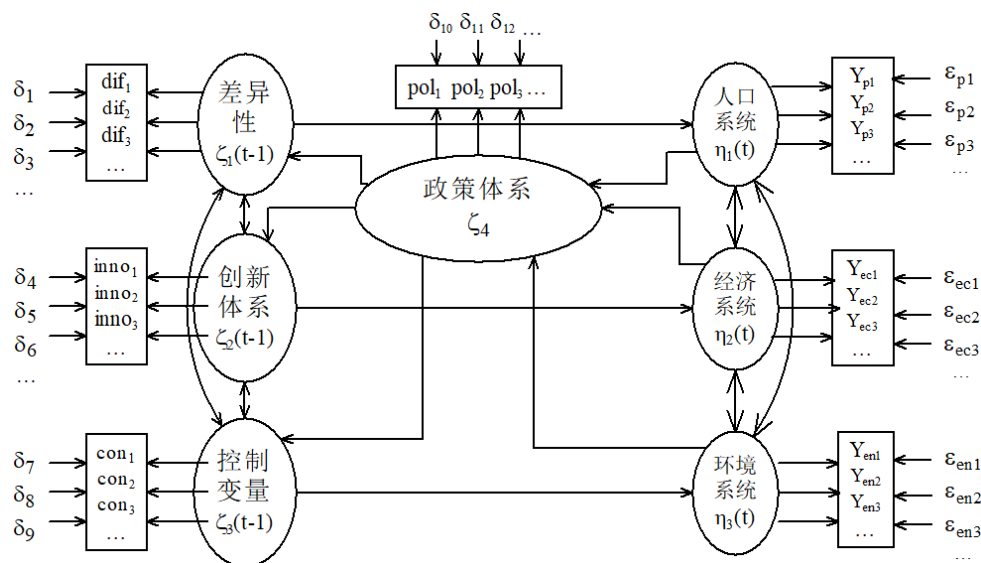 δ10 δ11 δ12 …
pol1 pol2 pol3 …
δ1
δ2
δ3
…
dif1
dif2
dif3
…
差异
性
ζ1(t-1)
政策体系
ζ4
人口
系统
η1(t)
Yp1
Yp2
Yp3
…
εp1
εp2
εp3
δ4
δ5
δ6
…
inno1
inno2
inno3
…
创新
体系
ζ2(t-1)
经济
系统
η2(t)
Yec1
Yec2
Yec3
…
εec1
εec2
εec3
…
δ7
δ8
δ9
con1
con2
con3
…
控制
变量
ζ3(t-1)
环境
系统
η3(t)
Yen1
Yen2
Yen3
…
εen1
εen2
εen3
…